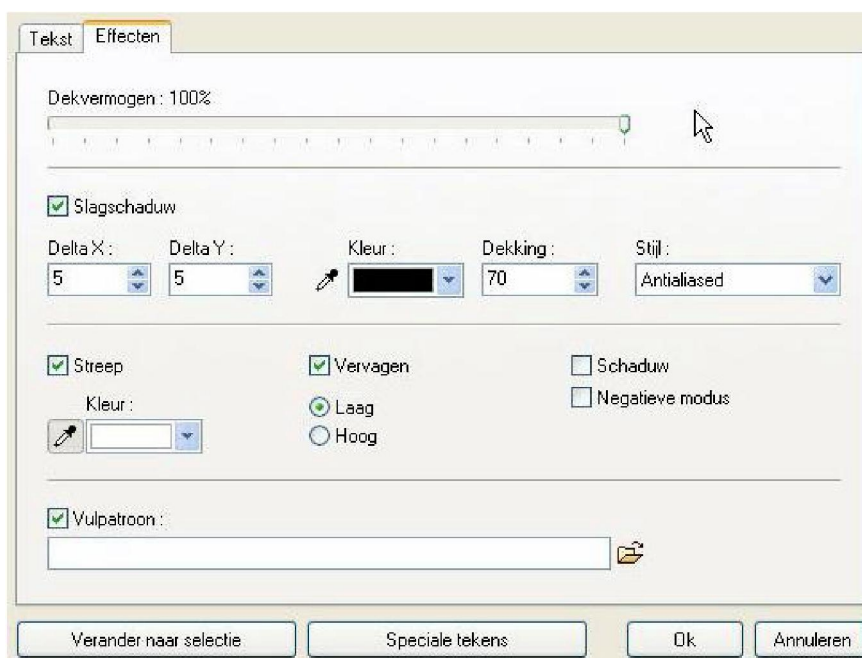 Tekst Effecten
Dekvermogen : 100%
Slagschaduw
Delta X : Delta Y : Kleur : Dekking : Stijl :
5 5 70 Antialiased
Streep Vervagen Schaduw
Kleur : Laag Negatieve modus
Hoog
Vulpatroon :
Verander naar selectie Speciale tekens Ok Annuleren